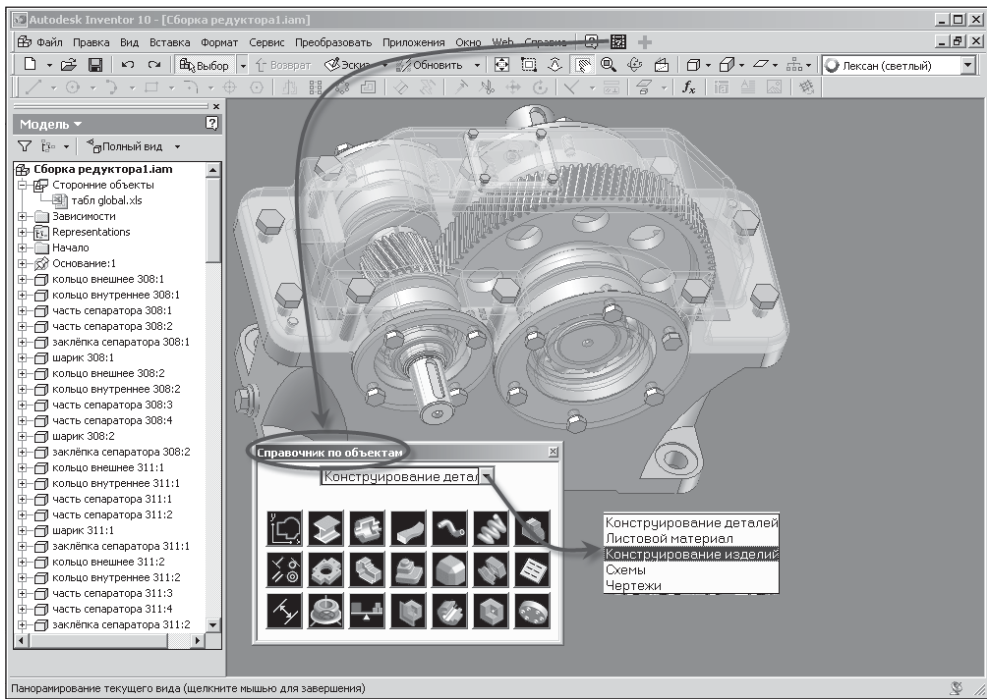 Autodesk Inventor 10 - [Сборка редуктора1.iam]
Файл Правка Вид Вставка Формат Сервис Преобразовать Приложения Окно Web Справка
Выбор Возврат Эскиз Обновить Лексан (светлый)
fx
Модель
Полный вид
Сборка редуктора1.iam
Сторонние объекты
табл global.xls
Зависимости
Representations
Начало
Основание:1
кольцо внешнее 308:1
кольцо внутреннее 308:1
часть сепаратора 308:1
часть сепаратора 308:2
заклёпка сепаратора 308:1
шарик 308:1
кольцо внешнее 308:2
кольцо внутреннее 308:2
часть сепаратора 308:3
часть сепаратора 308:4
шарик 308:2
заклёпка сепаратора 308:2
кольцо внешнее 311:1
кольцо внутреннее 311:1
часть сепаратора 311:1
часть сепаратора 311:2
шарик 311:1
заклёпка сепаратора 311:1
кольцо внешнее 311:2
кольцо внутреннее 311:2
часть сепаратора 311:3
часть сепаратора 311:4
заклёпка сепаратора 311:2
Справочник по объектам
Конструирование детал
Конструирование деталей
Листовой материал
Конструирование изделий
Схемы
Чертежи
Панорамирование текущего вида (щелкните мышью для завершения)